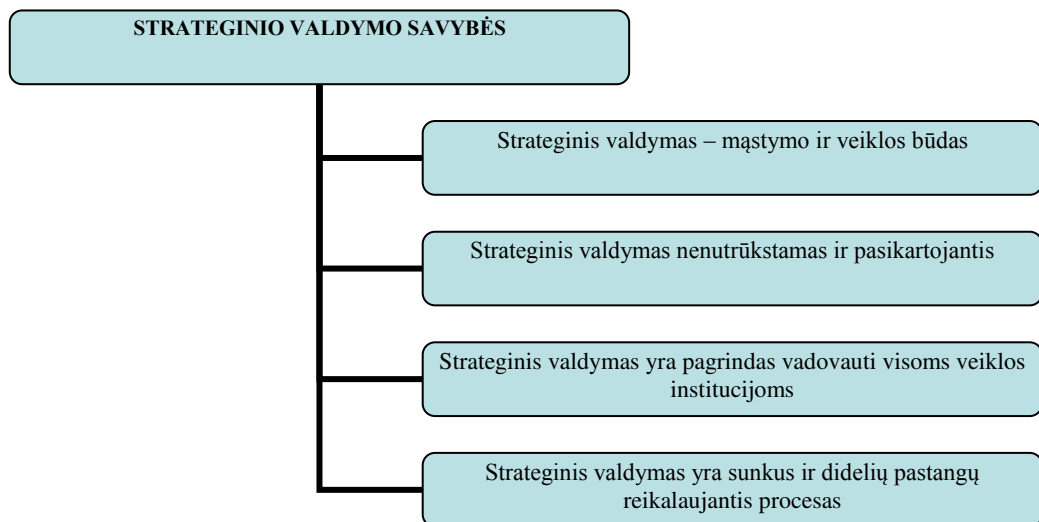 STRATEGINIO VALDYMO SAVYBĖS
Strateginis valdymas – mąstymo ir veiklos būdas
Strateginis valdymas nenutrūkstamas ir pasikartojantis
Strateginis valdymas yra pagrindas vadovauti visoms veiklos
institucijoms
Strateginis valdymas yra sunkus ir didelių pastangų
reikalaujantis procesas